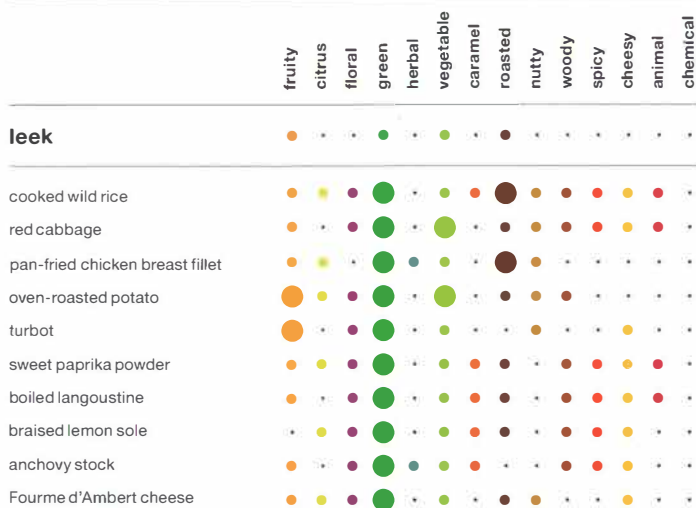 fruity
citrus
floral
green
herbal
vegetable
caramel
roasted
nutty
woody
spicy
cheesy
animal
chemical
leek
cooked wild rice
red cabbage
pan-fried chicken breast fillet
oven-roasted potato
turbot
sweet paprika powder
boiled langoustine
braised lemon sole
anchovy stock
Fourme d'Ambert cheese